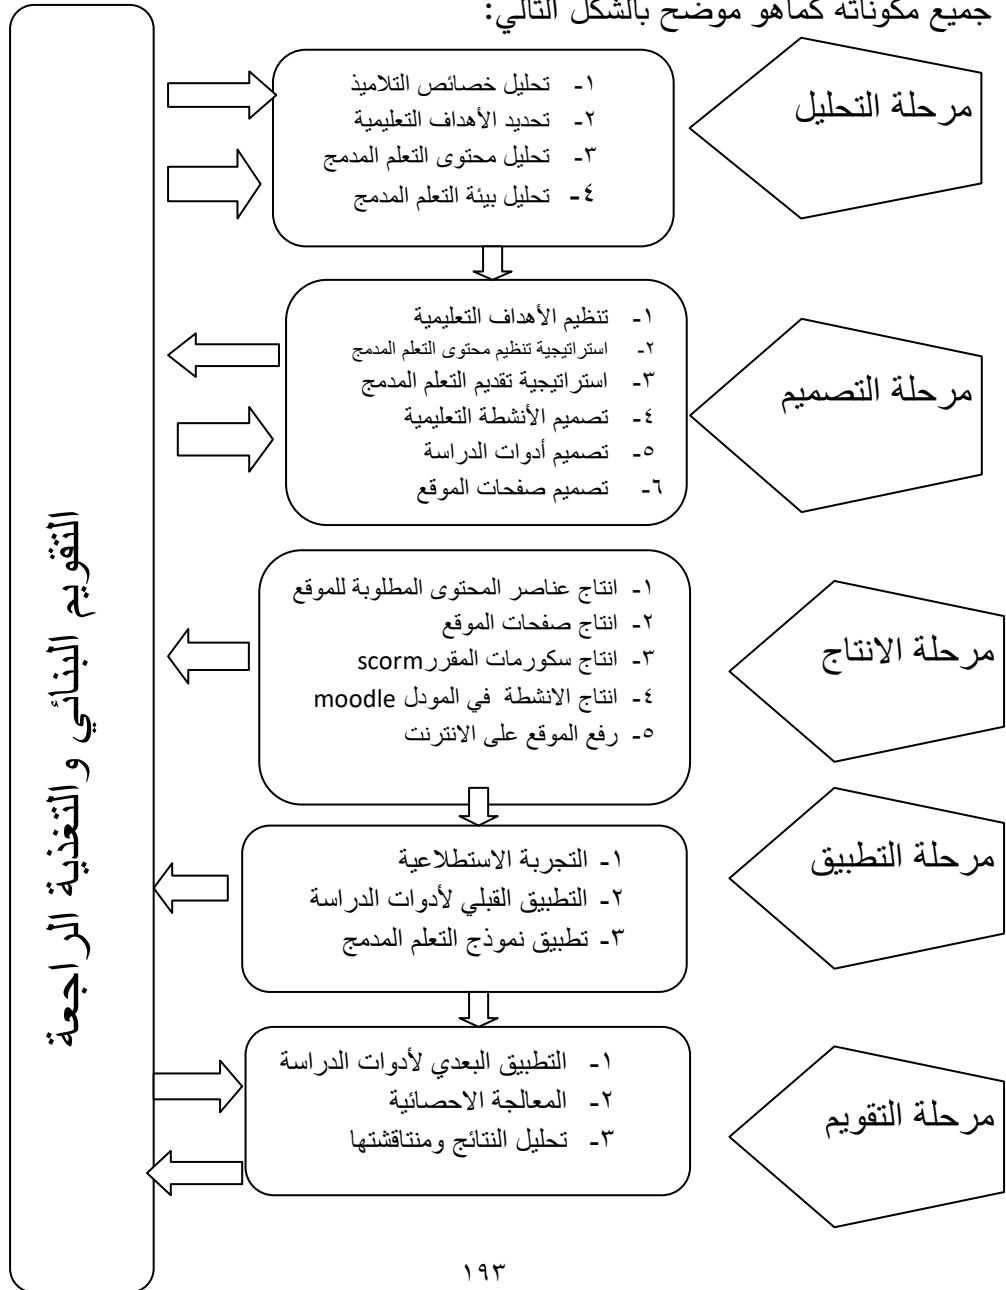 جميع مكوناته كماهو موضح بالشكل التالي:
مرحلة التحليل
١- تحليل خصائص التلاميذ
٢- تحديد الأهداف التعليمية
٣- تحليل محتوى التعلم المدمج
٤- تحليل بيئة التعلم المدمج
مرحلة التصميم
١- تنظيم الأهداف التعليمية
٢- استراتيجية تنظيم محتوى التعلم المدمج
٣- استراتيجية تقديم التعلم المدمج
٤- تصميم الأنشطة التعليمية
٥- تصميم أدوات الدراسة
٦- تصميم صفحات الموقع
مرحلة الانتاج
١- انتاج عناصر المحتوى المطلوبة للموقع
٢- انتاج صفحات الموقع
٣- انتاج سكورمات المقررscorm
٤- انتاج الانشطة في المودل moodle
٥- رفع الموقع على الانترنت
مرحلة التطبيق
١- التجربة الاستطلاعية
٢- التطبيق القبلي لأدوات الدراسة
٣- تطبيق نموذج التعلم المدمج
مرحلة التقويم
١- التطبيق البعدي لأدوات الدراسة
٢- المعالجة الاحصائية
٣- تحليل النتائج ومنتاقشتها
التقويم البنائي والتغذية الراجعة
١٩٣